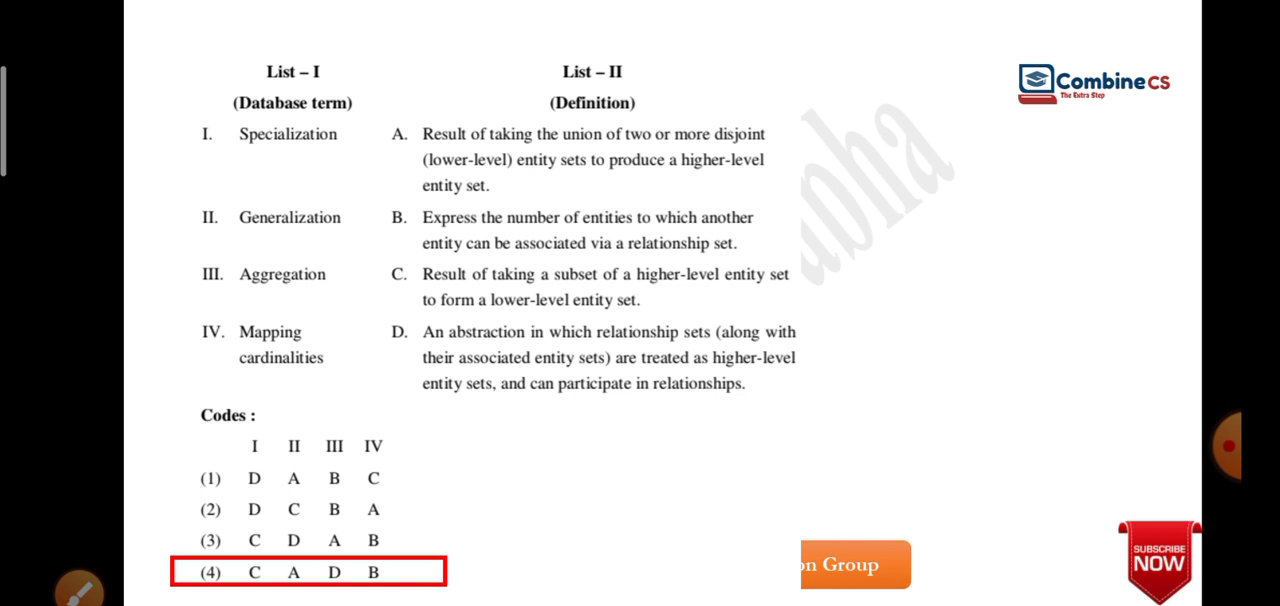 List – I List – II
(Database term) (Definition)
I. Specialization A. Result of taking the union of two or more disjoint
(lower-level) entity sets to produce a higher-level
entity set.
II. Generalization B. Express the number of entities to which another
entity can be associated via a relationship set.
III. Aggregation C. Result of taking a subset of a higher-level entity set
to form a lower-level entity set.
IV. Mapping D. An abstraction in which relationship sets (along with
cardinalities their associated entity sets) are treated as higher-level
entity sets, and can participate in relationships.
Codes :
I II III IV
(1) D A B C
(2) D C B A
(3) C D A B
(4) C A D B
Combine CS
The Extra Step
Group
SUBSCRIBE
NOW